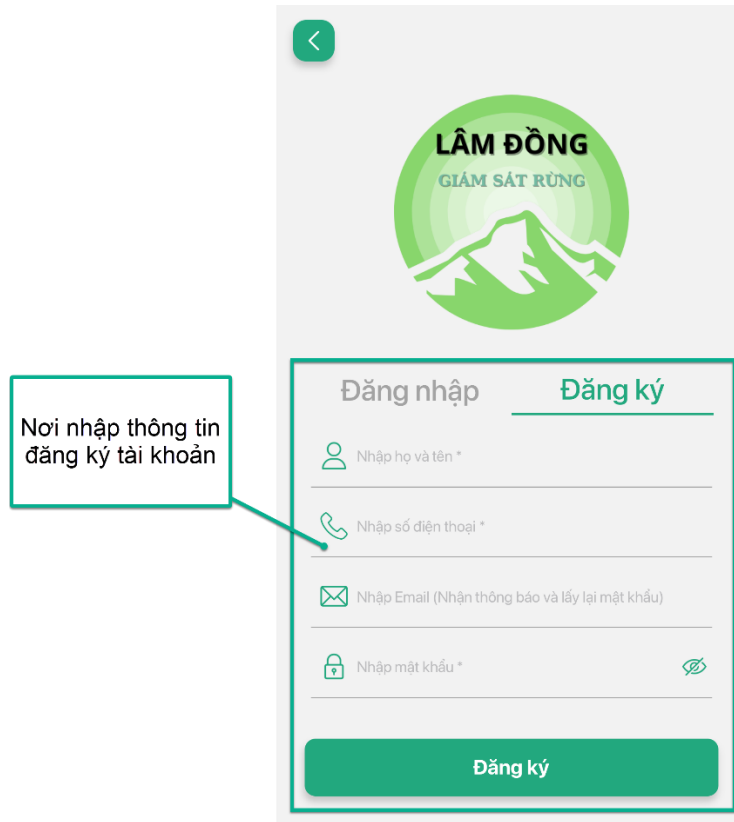 LÂM ĐỒNG
GIÁM SÁT RỪNG
Đăng nhập
Đăng ký
Nơi nhập thông tin
đăng ký tài khoản
Nhập họ và tên *
Nhập số điện thoại *
Nhập Email (Nhận thông báo và lấy lại mật khẩu)
Nhập mật khẩu *
Đăng ký